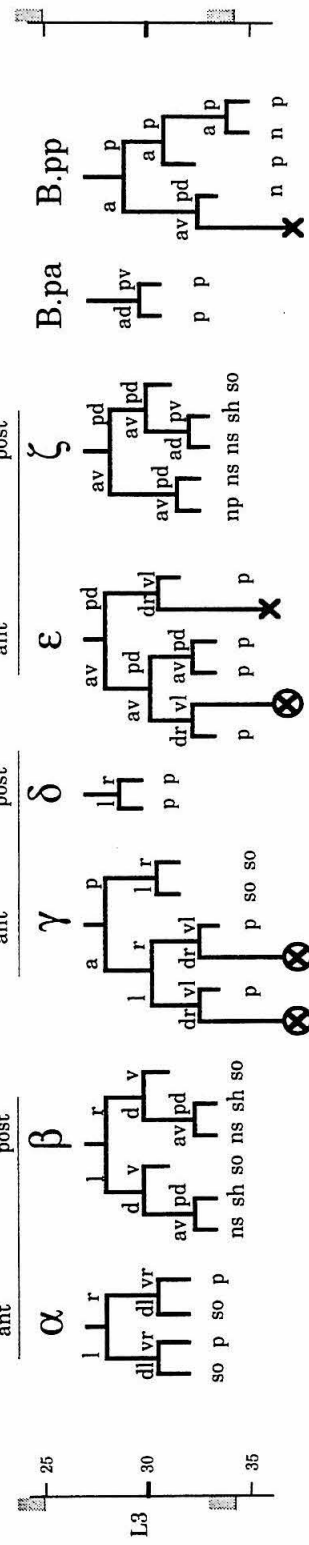 ant post ant post ant post
α β γ δ ε ζ B.pa B.pp
25
L3 30
35
l r
dl vr dl vr
so p so p
l r
d v d v
av pd av pd
ns sh so ns sh so
a p
l r l r
dr vl dr vl
p p so so
l r
p p
av pd
av pd dr vl
dr vl av pd
p p p p
av pd
av pd av pd
ad pv
np ns ns sh so
ad pv
p p
a p
av pd a p
a p
n p n p